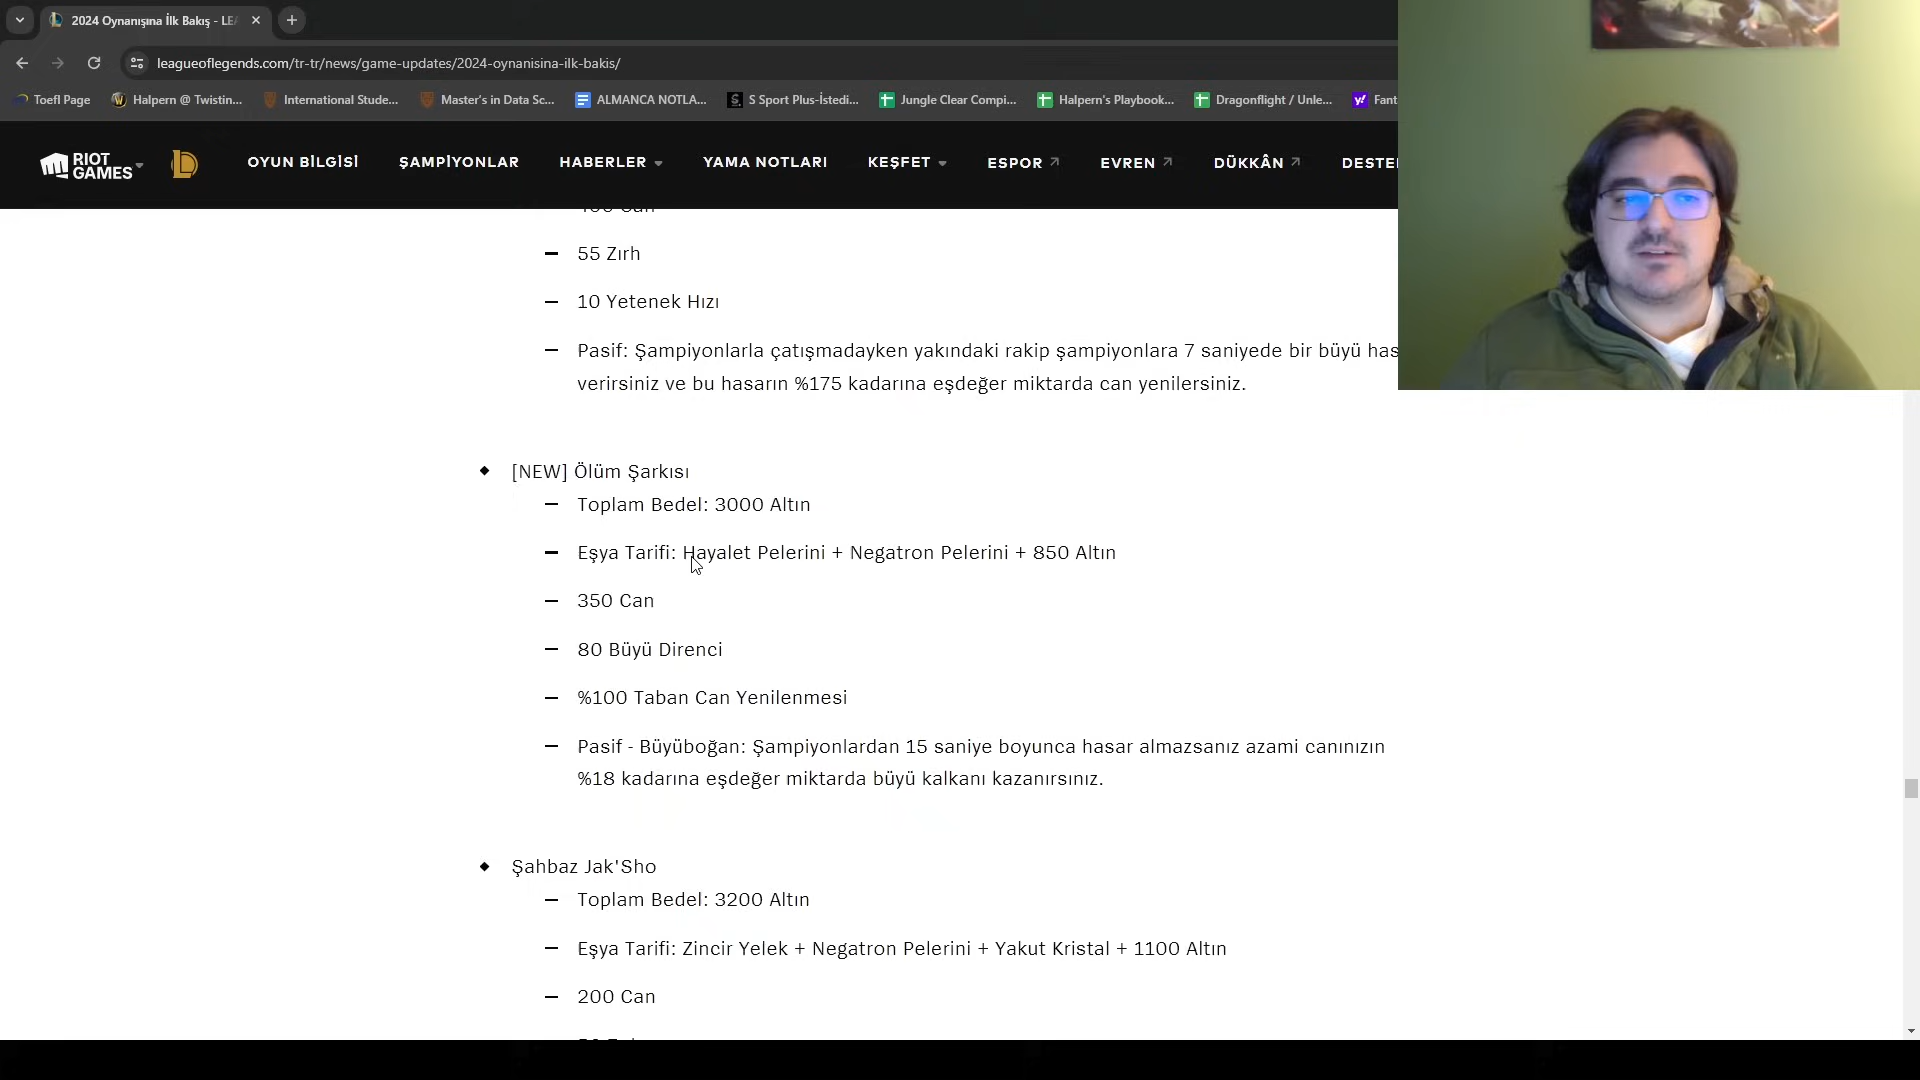 2024 Oynanışına İlk Bakış - LEA
leagueoflegends.com/tr-tr/news/game-updates/2024-oynanisina-ilk-bakis/
Toefl Page
Halpern @ Twistin...
International Stude...
Master's in Data Sc...
ALMANCA NOTLA...
S Sport Plus-İstedi...
Jungle Clear Compi...
Halpern's Playbook...
Dragonflight / Unle...
Fant
RIOT GAMES
OYUN BİLGİSİ
ŞAMPİYONLAR
HABERLER
YAMA NOTLARI
KEŞFET
ESPOR
EVREN
DÜKKÂN
DESTE
55 Zırh
10 Yetenek Hızı
Pasif: Şampiyonlarla çatışmadayken yakındaki rakip şampiyonlara 7 saniyede bir büyü has
verirsiniz ve bu hasarın %175 kadarına eşdeğer miktarda can yenilersiniz.
[NEW] Ölüm Şarkısı
Toplam Bedel: 3000 Altın
Eşya Tarifi: Hayalet Pelerini + Negatron Pelerini + 850 Altın
350 Can
80 Büyü Direnci
%100 Taban Can Yenilenmesi
Pasif - Büyüboğan: Şampiyonlardan 15 saniye boyunca hasar almazsanız azami canınızın
%18 kadarına eşdeğer miktarda büyü kalkanı kazanırsınız.
Şahbaz Jak'Sho
Toplam Bedel: 3200 Altın
Eşya Tarifi: Zincir Yelek + Negatron Pelerini + Yakut Kristal + 1100 Altın
200 Can